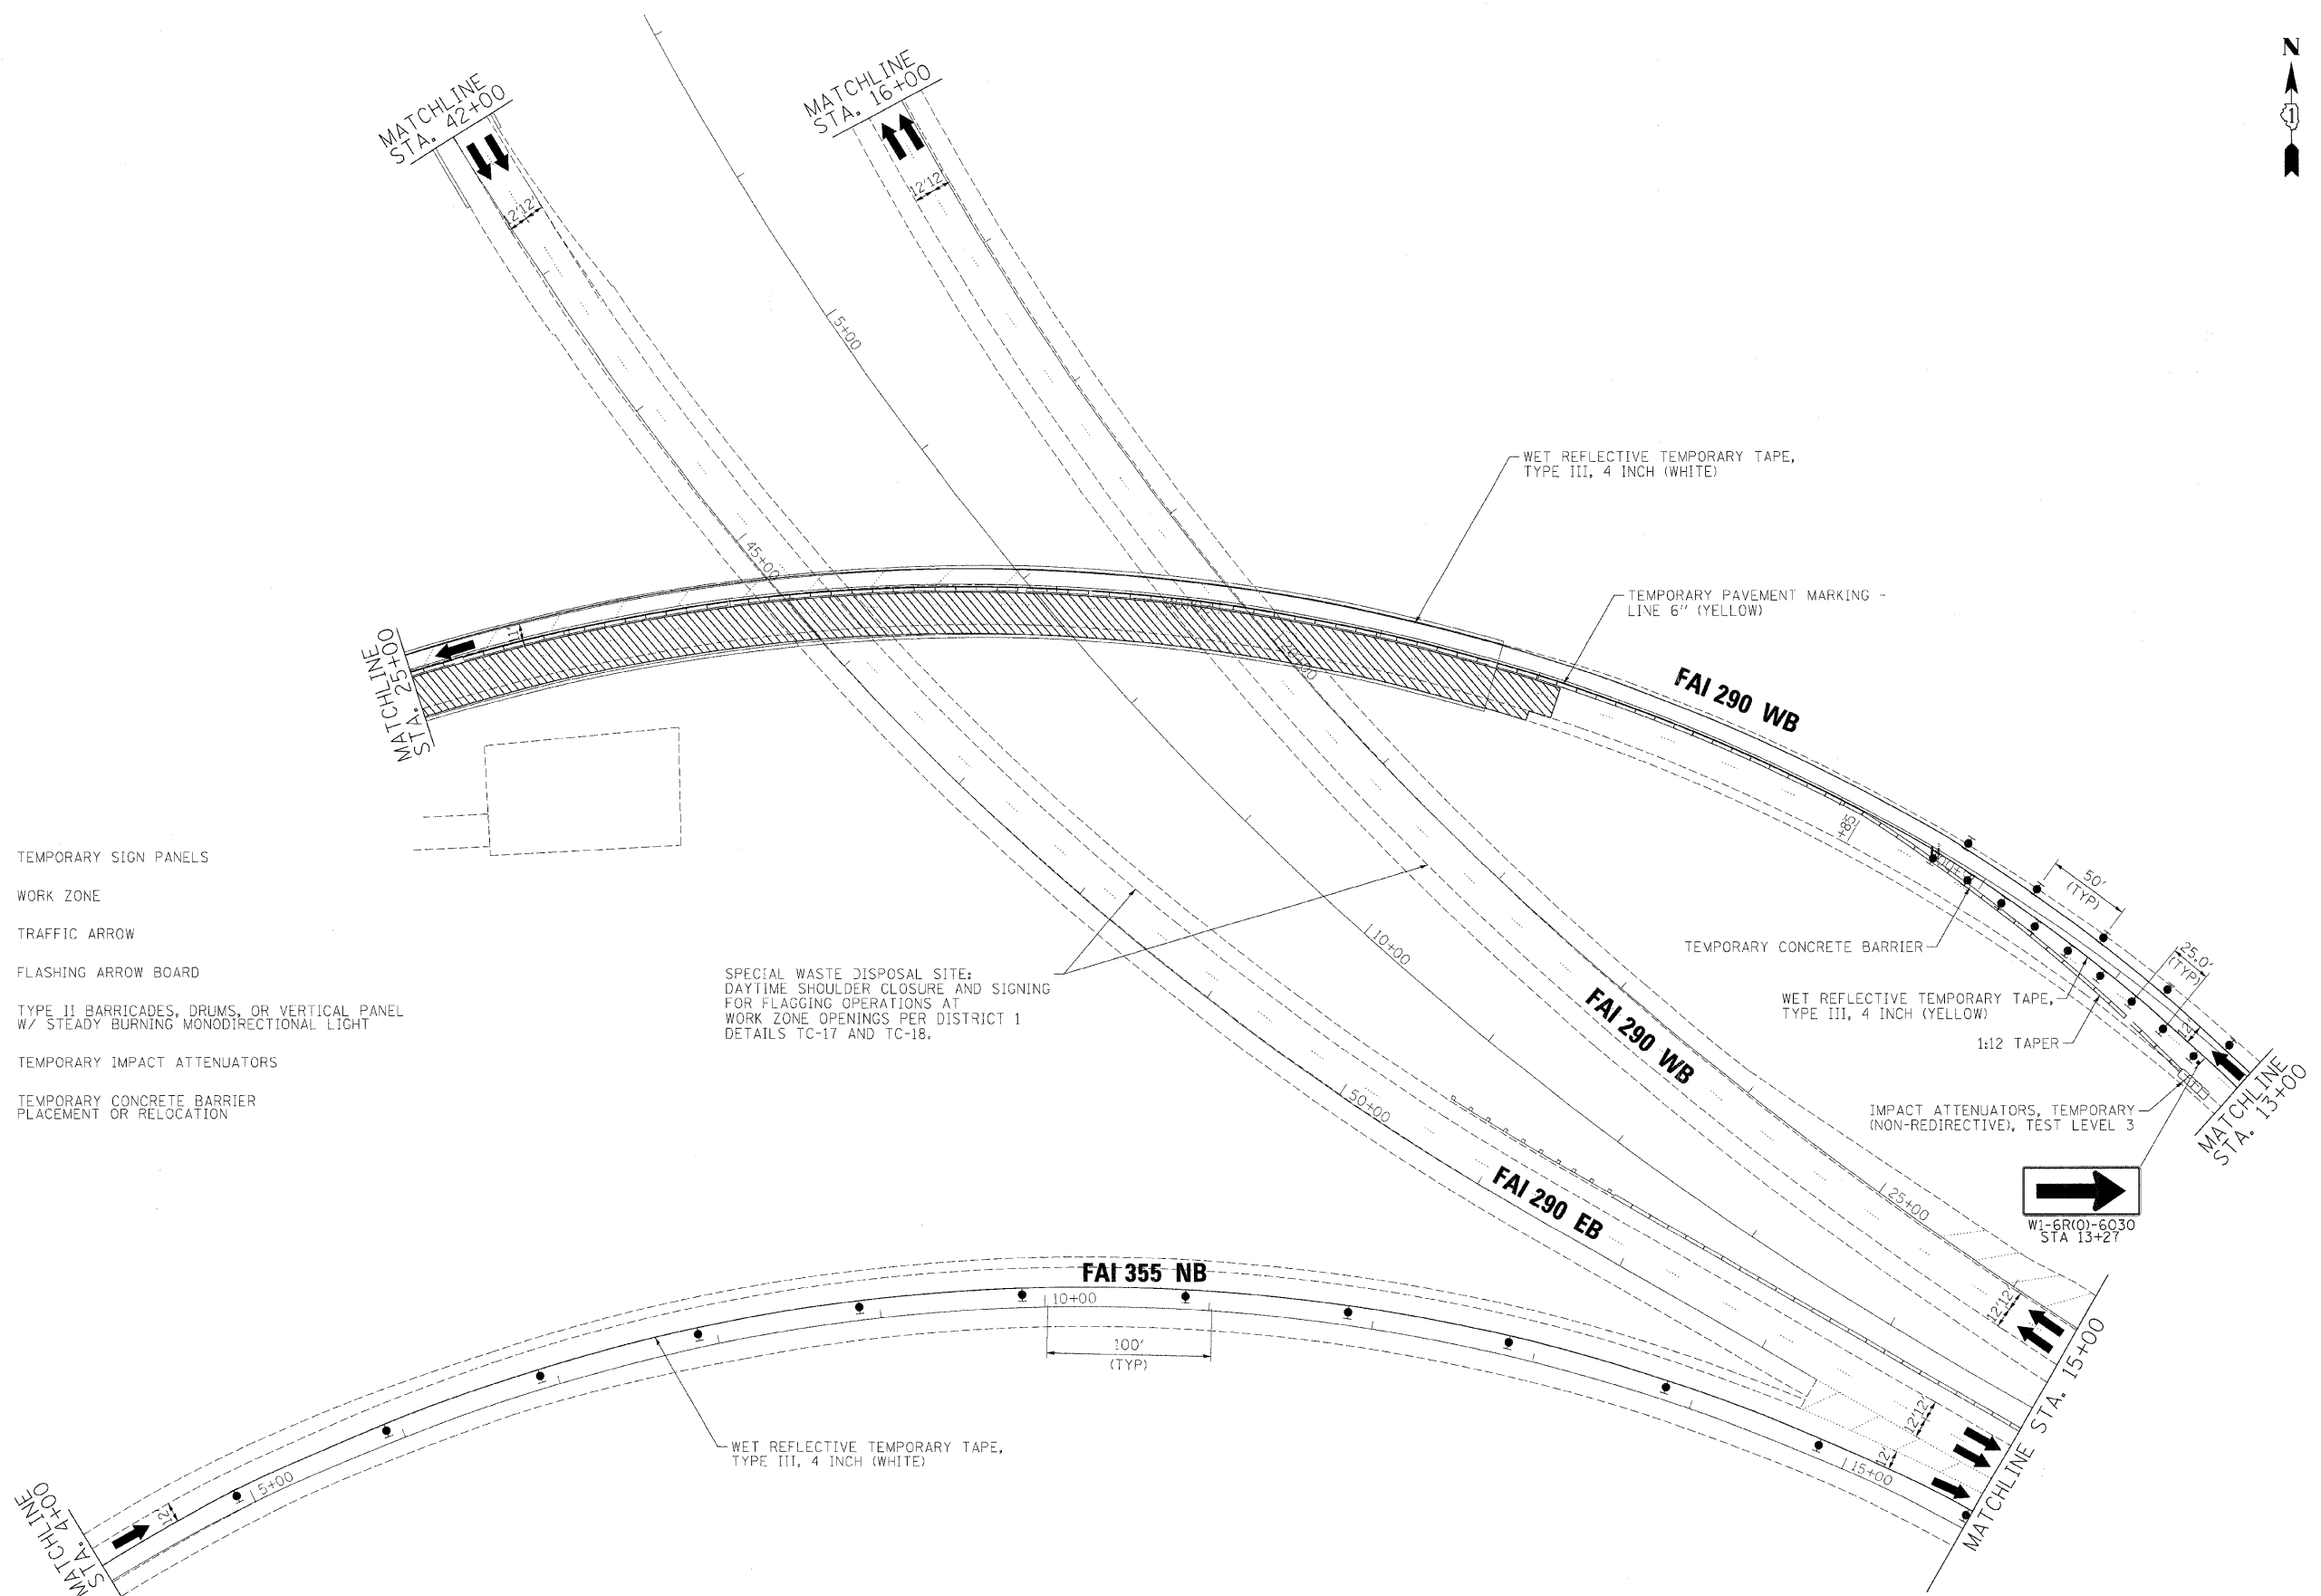 N
1
MATCHLINE
STA. 42+00
MATCHLINE
STA. 16+00
12'12'
12'12'
5+00
WET REFLECTIVE TEMPORARY TAPE,
TYPE III, 4 INCH (WHITE)
45+00
TEMPORARY PAVEMENT MARKING -
LINE 6" (YELLOW)
MATCHLINE
STA. 25+00
11'
FAI 290 WB
+85
50'
(TYP)
TEMPORARY SIGN PANELS
WORK ZONE
TRAFFIC ARROW
FLASHING ARROW BOARD
TYPE II BARRICADES, DRUMS, OR VERTICAL PANEL
W/ STEADY BURNING MONODIRECTIONAL LIGHT
TEMPORARY IMPACT ATTENUATORS
TEMPORARY CONCRETE BARRIER
PLACEMENT OR RELOCATION
SPECIAL WASTE DISPOSAL SITE:
DAYTIME SHOULDER CLOSURE AND SIGNING
FOR FLAGGING OPERATIONS AT
WORK ZONE OPENINGS PER DISTRICT 1
DETAILS TC-17 AND TC-18.
10+00
TEMPORARY CONCRETE BARRIER
25.0'
(TYP)
WET REFLECTIVE TEMPORARY TAPE,
TYPE III, 4 INCH (YELLOW)
1:12 TAPER
FAI 290 WB
IMPACT ATTENUATORS, TEMPORARY
(NON-REDIRECTIVE), TEST LEVEL 3
MATCHLINE
STA. 13+00
50+00
FAI 290 EB
25+00
W1-6R(O)-6030
STA 13+27
FAI 355 NB
10+00
100'
(TYP)
12'12'
MATCHLINE STA. 15+00
12'12'
12'
15+00
WET REFLECTIVE TEMPORARY TAPE,
TYPE III, 4 INCH (WHITE)
5+00
12'
MATCHLINE
STA. 4+00